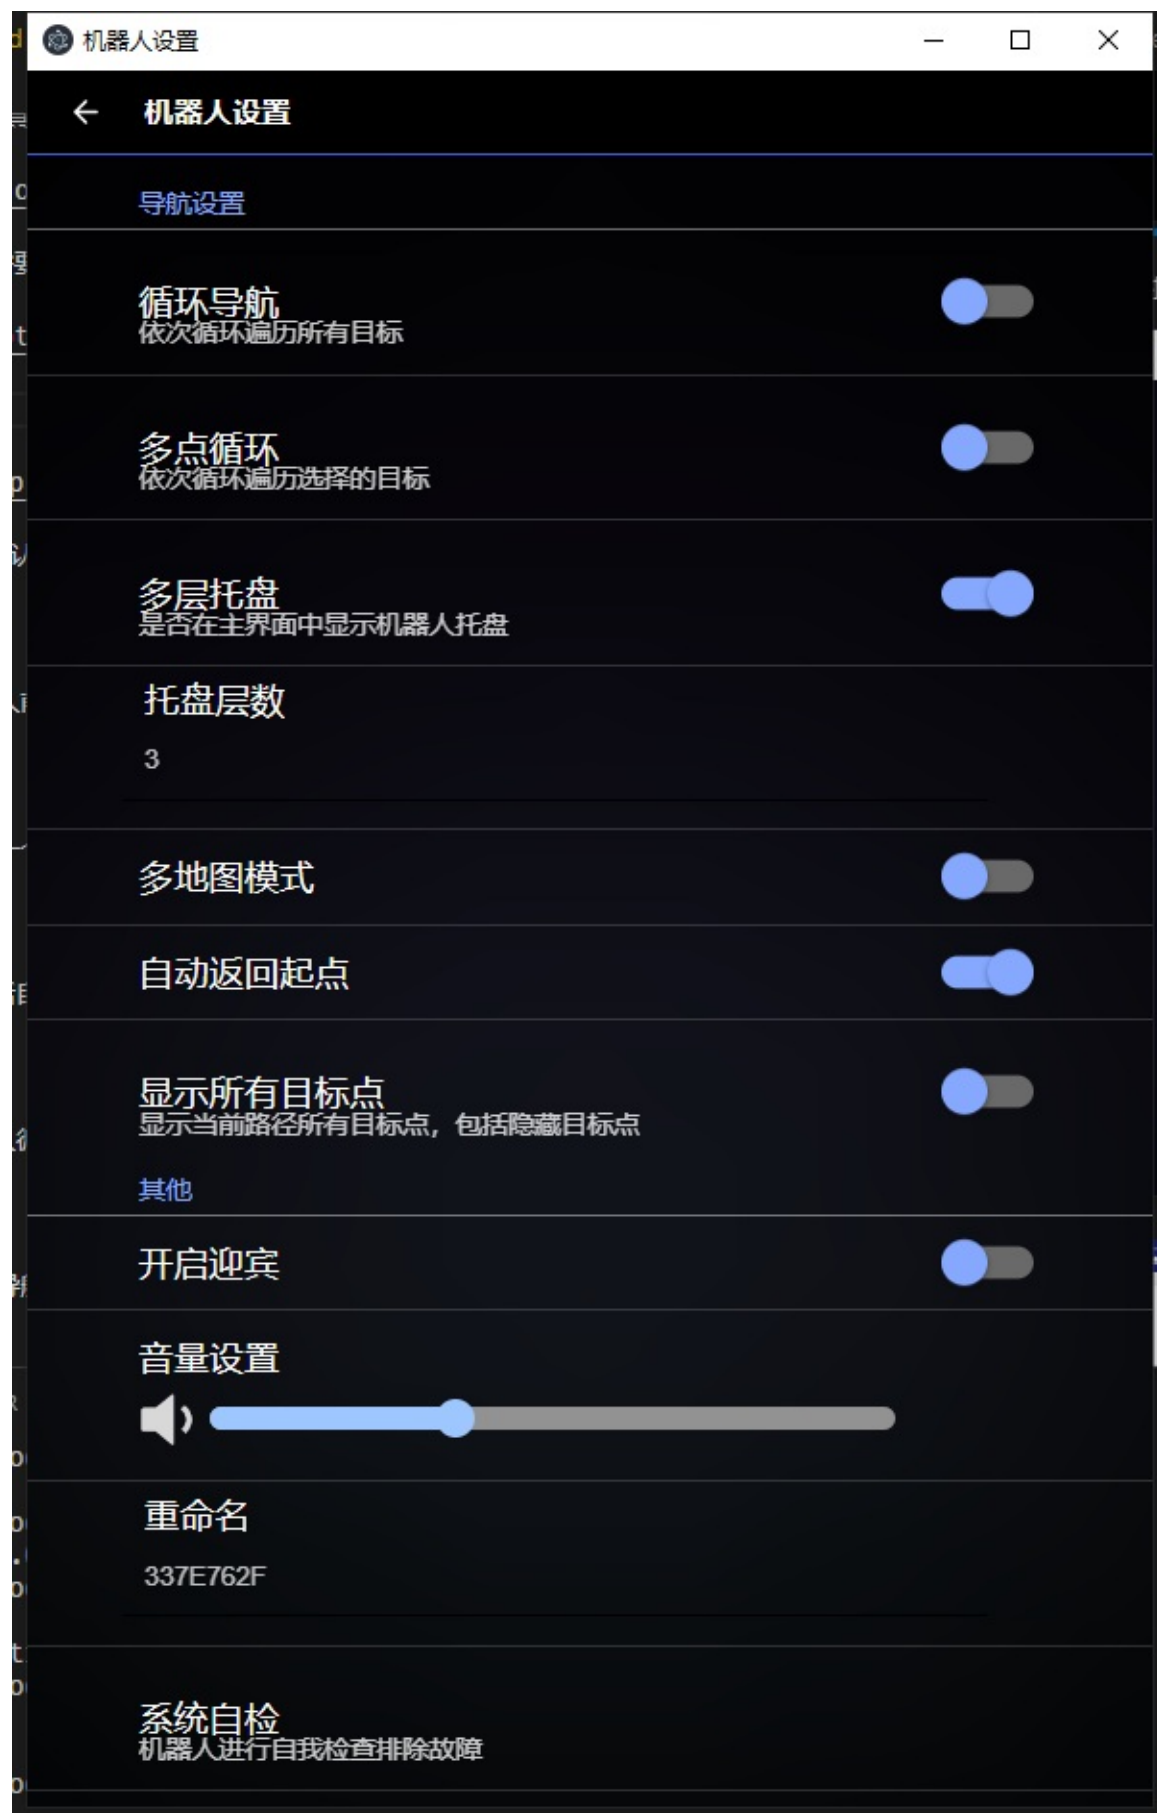 机器人设置
机器人设置
导航设置
循环导航
依次循环遍历所有目标
多点循环
依次循环遍历选择的目标
多层托盘
是否在主界面中显示机器人托盘
托盘层数
3
多地图模式
自动返回起点
显示所有目标点
显示当前路径所有目标点，包括隐藏目标点
其他
开启迎宾
音量设置
重命名
337E762F
系统自检
机器人进行自我检查排除故障